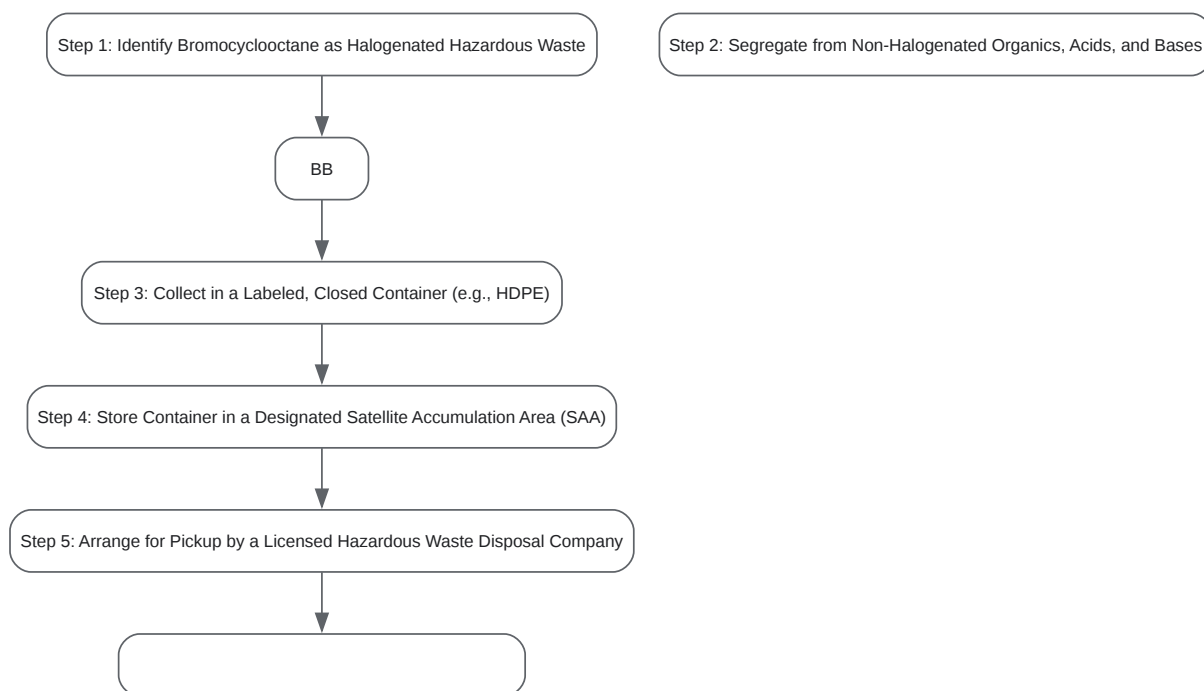 Step 1: Identify Bromocyclooctane as Halogenated Hazardous Waste
Step 2: Segregate from Non-Halogenated Organics, Acids, and Bases
BB
Step 3: Collect in a Labeled, Closed Container (e.g., HDPE)
Step 4: Store Container in a Designated Satellite Accumulation Area (SAA)
Step 5: Arrange for Pickup by a Licensed Hazardous Waste Disposal Company